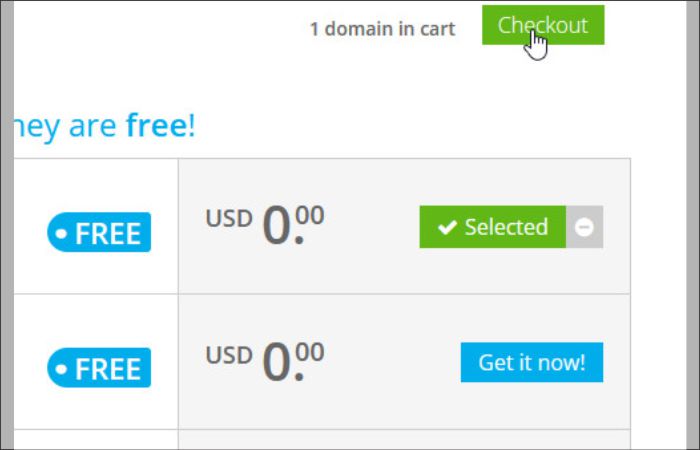 1 domain in cart Checkout
hey are free!
FREE USD 0.00 Selected
FREE USD 0.00 Get it now!